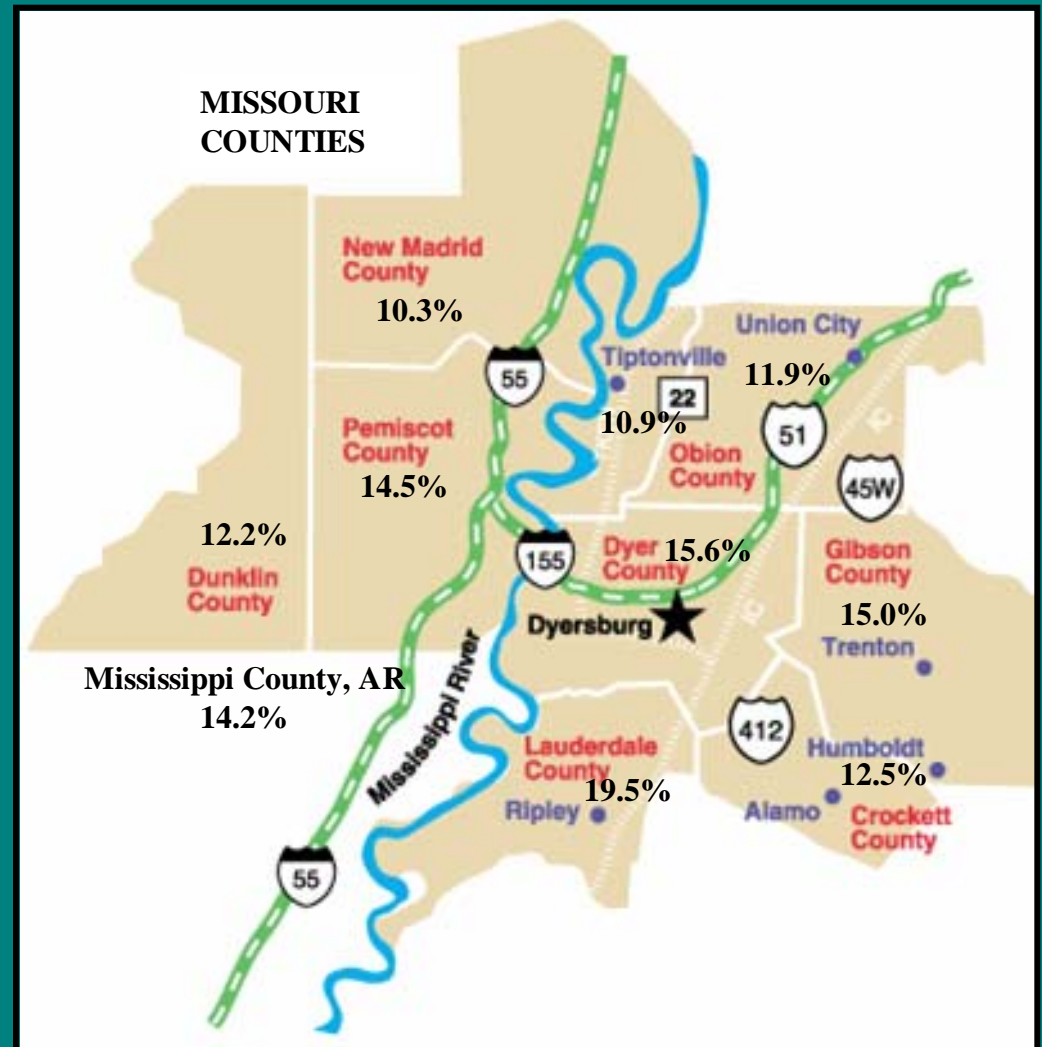 MISSOURI
COUNTIES
New Madrid
County
10.3%
Union City
11.9%
Tiptonville
55
22
10.9%
51
IC
Pemiscot
County
14.5%
Obion
County
45W
12.2%
Dunklin
County
155
Dyer
County
15.6%
Gibson
County
15.0%
Dyersburg
IC
Trenton
Mississippi County, AR
14.2%
Mississippi River
412
Lauderdale
County
19.5%
Ripley
Humboldt
12.5%
Alamo
Crockett
County
55